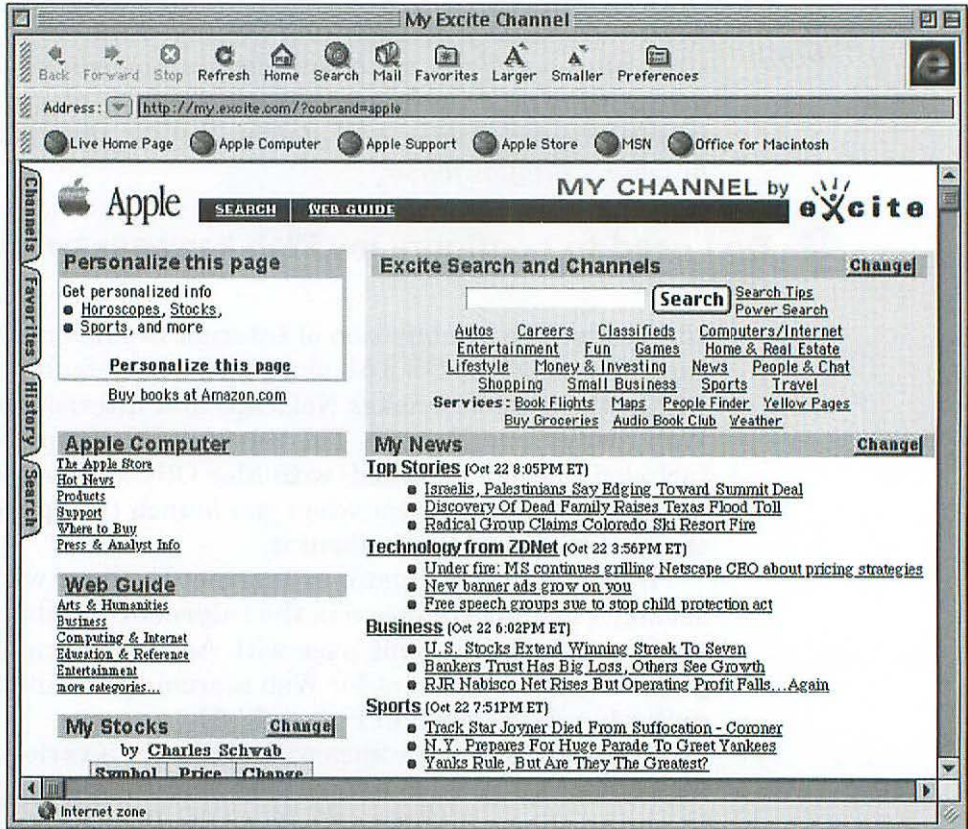 My Excite Channel
Back Forward Stop Refresh Home Search Mail Favorites Larger Smaller Preferences
Address: http://my.excite.com/?cobrand=apple
Live Home Page Apple Computer Apple Support Apple Store MSN Office for Macintosh
Channels
Favorites
History
Search
Apple
SEARCH WEB GUIDE
MY CHANNEL by excite
Personalize this page
Get personalized info
Horoscopes, Stocks,
Sports, and more
Personalize this page
Buy books at Amazon.com
Apple Computer
The Apple Store
Hot News
Products
Support
Where to Buy
Press & Analyst Info
Web Guide
Arts & Humanities
Business
Computing & Internet
Education & Reference
Entertainment
more categories...
My Stocks Change
by Charles Schwab
Symbol Price Change
Excite Search and Channels Change
Search Search Tips
Power Search
Autos Careers Classifieds Computers/Internet
Entertainment Fun Games Home & Real Estate
Lifestyle Money & Investing News People & Chat
Shopping Small Business Sports Travel
Services: Book Flights Maps People Finder Yellow Pages
Buy Groceries Audio Book Club Weather
My News Change
Top Stories (Oct 22 8:05PM ET)
Israelis, Palestinians Say Edging Toward Summit Deal
Discovery Of Dead Family Raises Texas Flood Toll
Radical Group Claims Colorado Ski Resort Fire
Technology from ZDNet (Oct 22 3:56PM ET)
Under fire: MS continues grilling Netscape CEO about pricing strategies
New banner ads grow on you
Free speech groups sue to stop child protection act
Business (Oct 22 6:02PM ET)
U.S. Stocks Extend Winning Streak To Seven
Bankers Trust Has Big Loss, Others See Growth
RJR Nabisco Net Rises But Operating Profit Falls...Again
Sports (Oct 22 7:51PM ET)
Track Star Joyner Died From Suffocation - Coroner
N.Y. Prepares For Huge Parade To Greet Yankees
Yanks Rule, But Are They The Greatest?
Internet zone